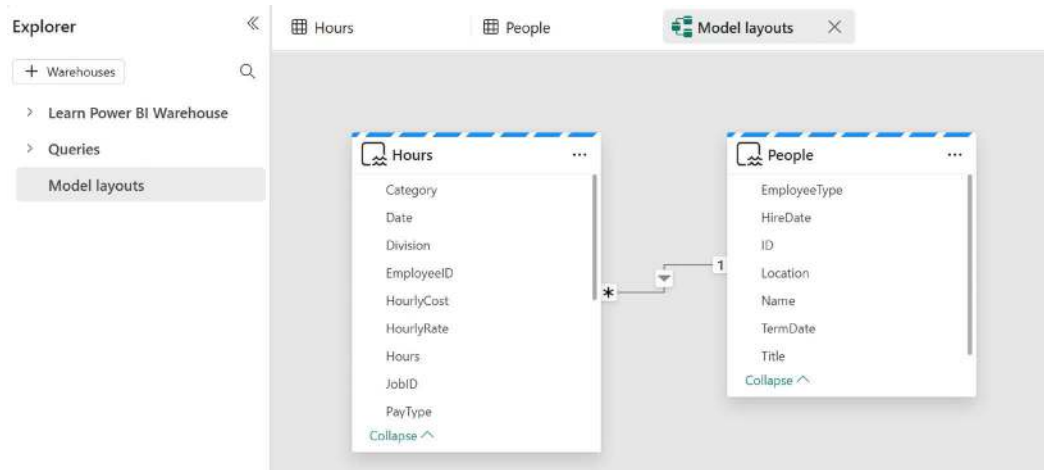 Explorer
+ Warehouses
Learn Power BI Warehouse
Queries
Model layouts
Hours
People
Model layouts
Hours
...
Category
Date
Division
EmployeeID
HourlyCost
HourlyRate
Hours
JobID
PayType
Collapse
*
1
People
...
EmployeeType
HireDate
ID
Location
Name
TermDate
Title
Collapse